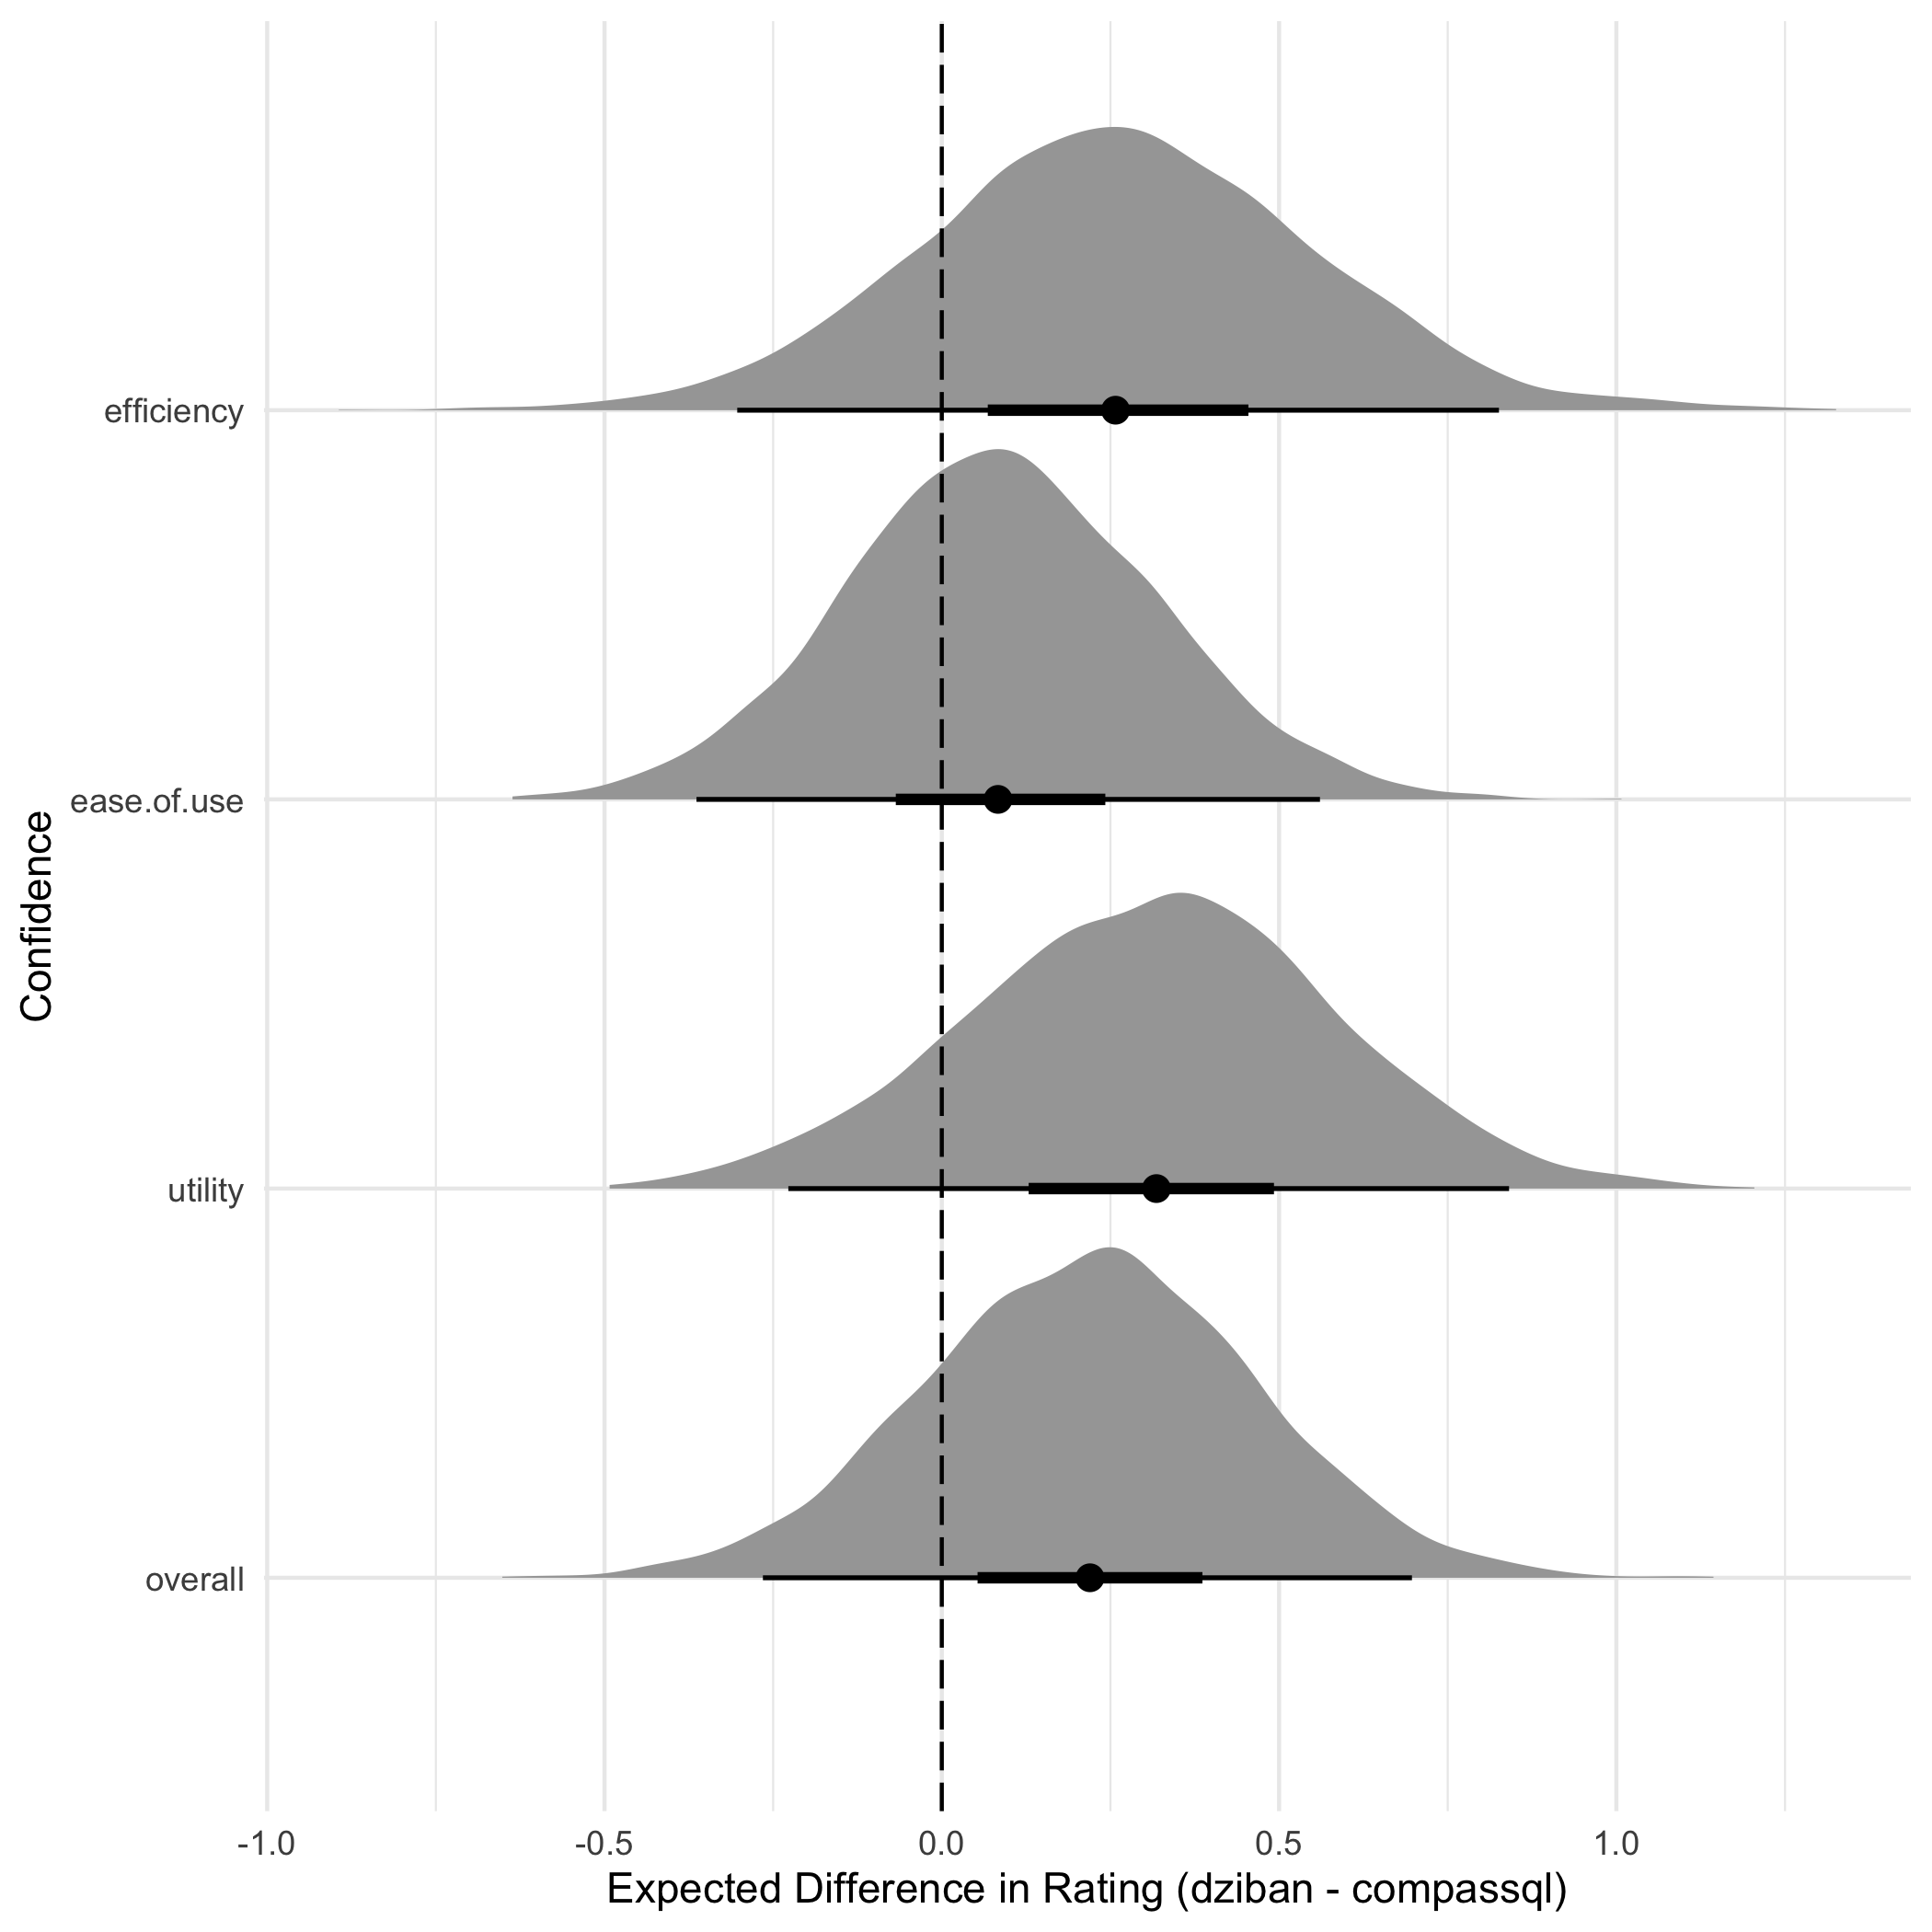 efficiency
ease.of.use
utility
overall
Confidence
-1.0 -0.5 0.0 0.5 1.0
Expected Difference in Rating (dziban - compassql)